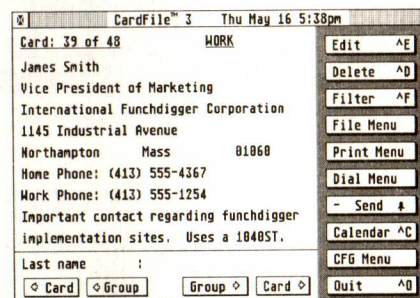 CardFile™ 3 Thu May 16 5:38pm
Card: 39 of 48 WORK
James Smith
Vice President of Marketing
International Funchdigger Corporation
1145 Industrial Avenue
Northampton Mass 01060
Home Phone: (413) 555-4367
Work Phone: (413) 555-1254
Important contact regarding funchdigger
implementation sites. Uses a 1040ST.
Last name :
◊ Card ◊ Group Group ◊ Card ◊
Edit ^E
Delete ^D
Filter ^F
File Menu
Print Menu
Dial Menu
- Send
Calendar ^C
CFG Menu
Quit ^Q